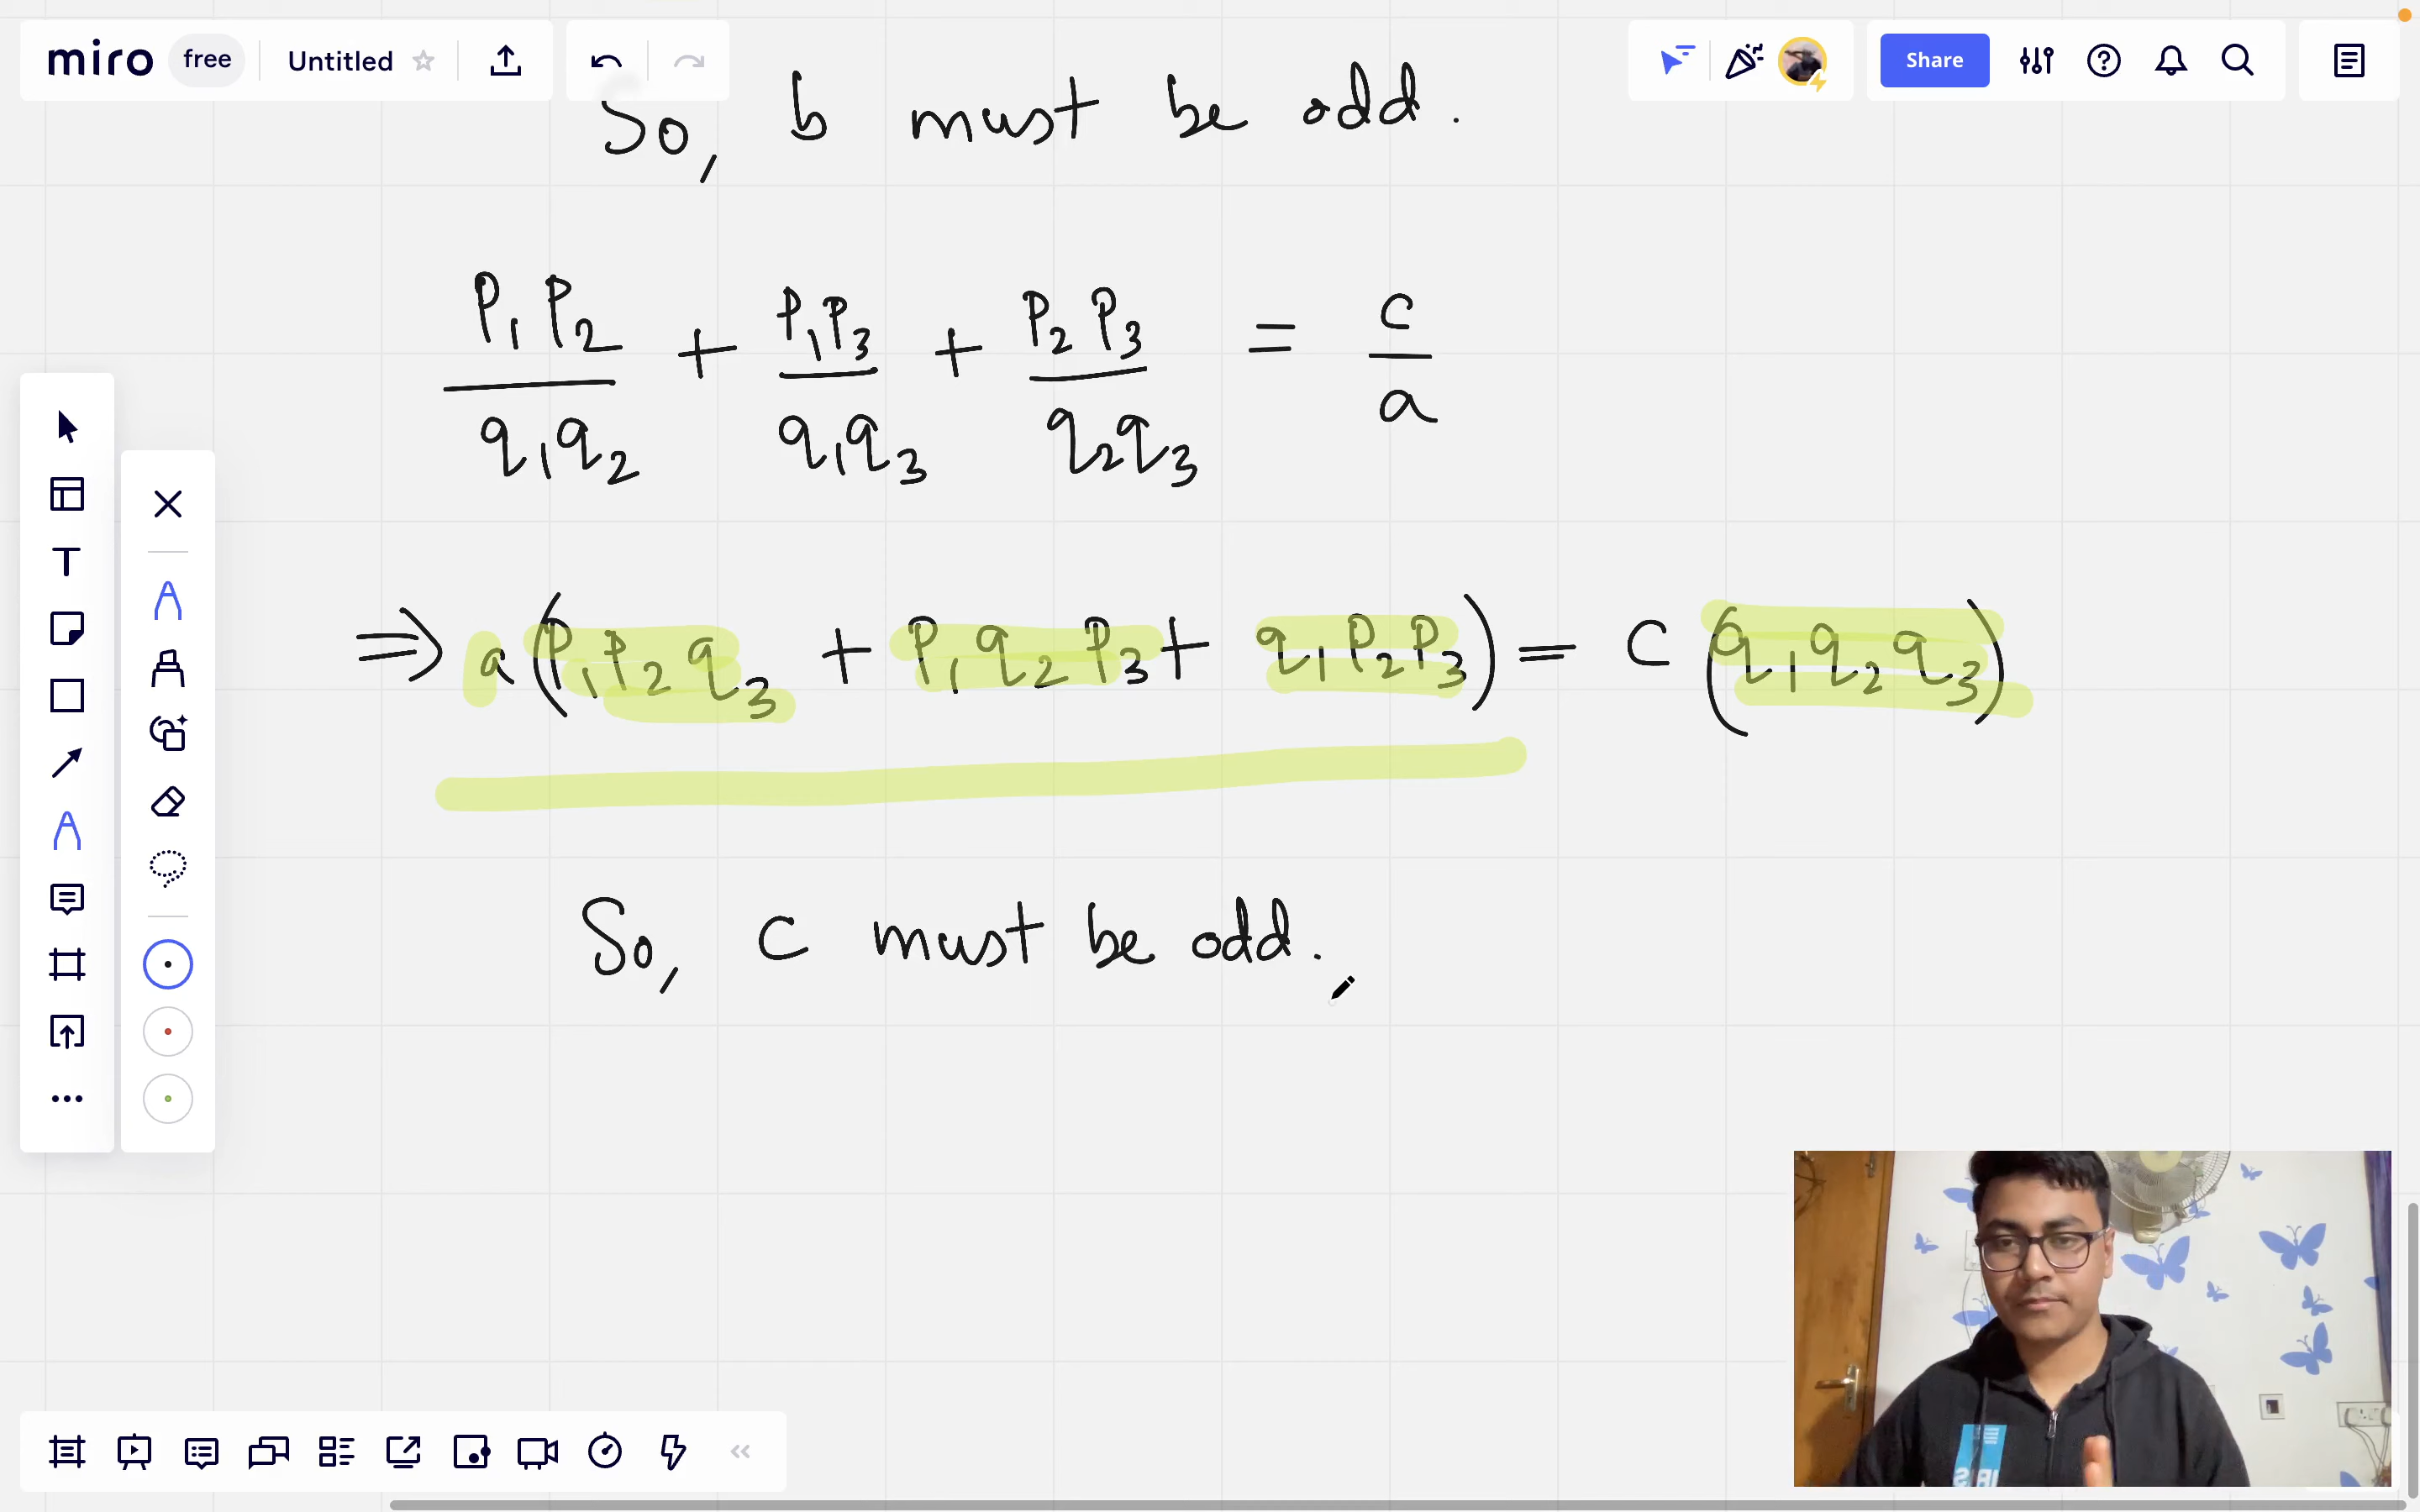 miro free Untitled Share
So, b must be odd.
p₁p₂/q₁q₂ + p₁p₃/q₁q₃ + p₂p₃/q₂q₃ = c/a
⇒ a(p₁p₂q₃ + p₁q₂p₃ + q₁p₂p₃) = c(q₁q₂q₃)
So, c must be odd.